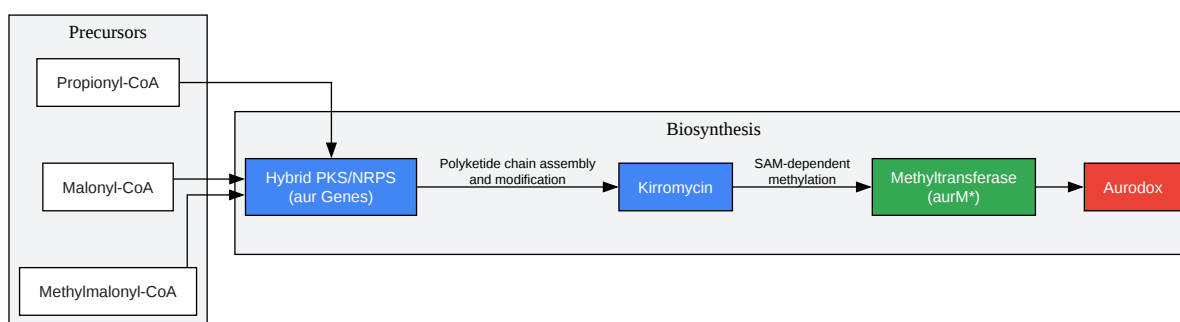 Precursors
Propionyl-CoA
Malonyl-CoA
Methylmalonyl-CoA
Biosynthesis
Hybrid PKS/NRPS
(aur Genes)
Polyketide chain assembly
and modification
Kirromycin
SAM-dependent
methylation
Methyltransferase
(aurM*)
Aurodox